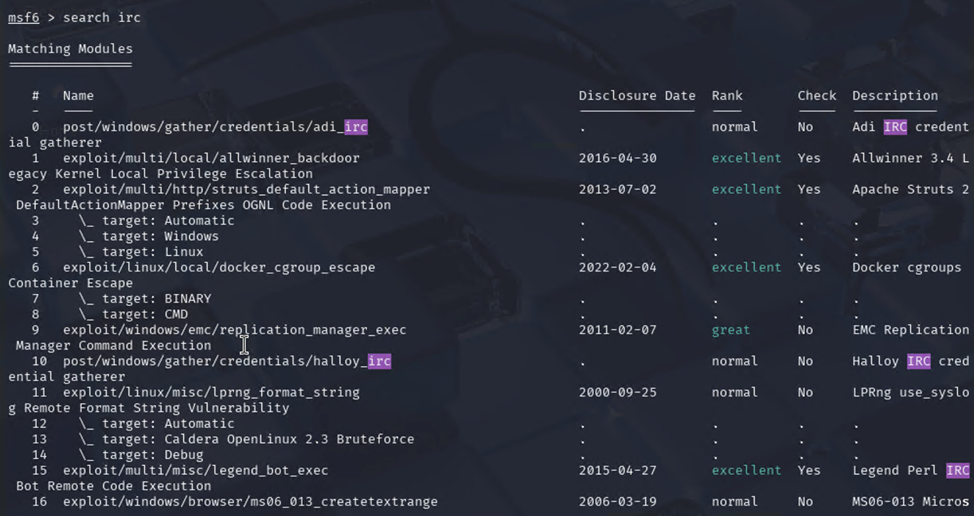 msf6 > search irc
Matching Modules
================
#  Name  Disclosure Date  Rank  Check  Description
-  ----  ---------------  ----  -----  -----------
0  post/windows/gather/credentials/adi_irc  .  normal  No  Adi IRC credent
ial gatherer
1  exploit/multi/local/allwinner_backdoor  2016-04-30  excellent  Yes  Allwinner 3.4 L
egacy Kernel Local Privilege Escalation
2  exploit/multi/http/struts_default_action_mapper  2013-07-02  excellent  Yes  Apache Struts 2
DefaultActionMapper Prefixes OGNL Code Execution
3  \_ target: Automatic  .  .  .  .
4  \_ target: Windows  .  .  .  .
5  \_ target: Linux  .  .  .  .
6  exploit/linux/local/docker_cgroup_escape  2022-02-04  excellent  Yes  Docker cgroups
Container Escape
7  \_ target: BINARY  .  .  .  .
8  \_ target: CMD  .  .  .  .
9  exploit/windows/emc/replication_manager_exec  2011-02-07  great  No  EMC Replication
Manager Command Execution
10  post/windows/gather/credentials/halloy_irc  .  normal  No  Halloy IRC cred
ential gatherer
11  exploit/linux/misc/lprng_format_string  2000-09-25  normal  No  LPRng use_syslo
g Remote Format String Vulnerability
12  \_ target: Automatic  .  .  .  .
13  \_ target: Caldera OpenLinux 2.3 Bruteforce  .  .  .  .
14  \_ target: Debug  .  .  .  .
15  exploit/multi/misc/legend_bot_exec  2015-04-27  excellent  Yes  Legend Perl IRC
Bot Remote Code Execution
16  exploit/windows/browser/ms06_013_createtextrange  2006-03-19  normal  No  MS06-013 Micros